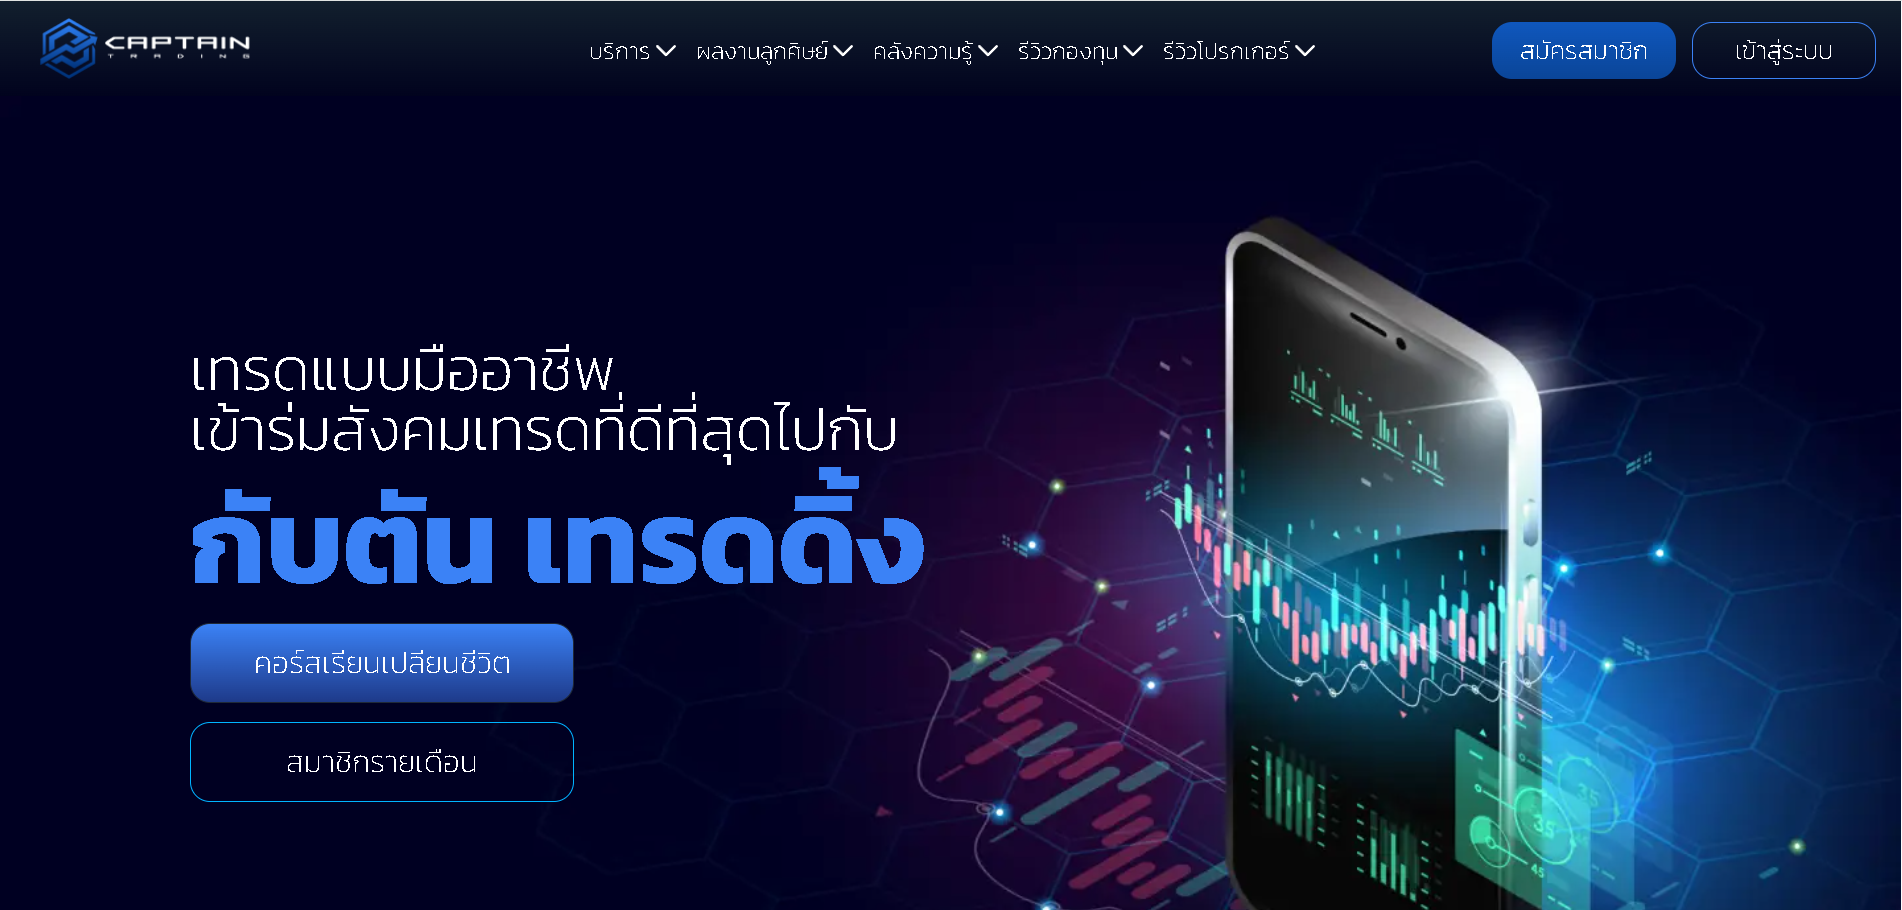 CAPTAIN
TRADING
บริการ
ผลงานลูกศิษย์
คลังความรู้
รีวิวกองทุน
รีวิวโปรกเกอร์
สมัครสมาชิก
เข้าสู่ระบบ
เทรดแบบมืออาชีพ
เข้าร่มสังคมเทรดที่ดีที่สุดไปกับ
กัปตัน เทรดดิ้ง
คอร์สเรียนเปลียนชีวิต
สมาชิกรายเดือน
35
35
45